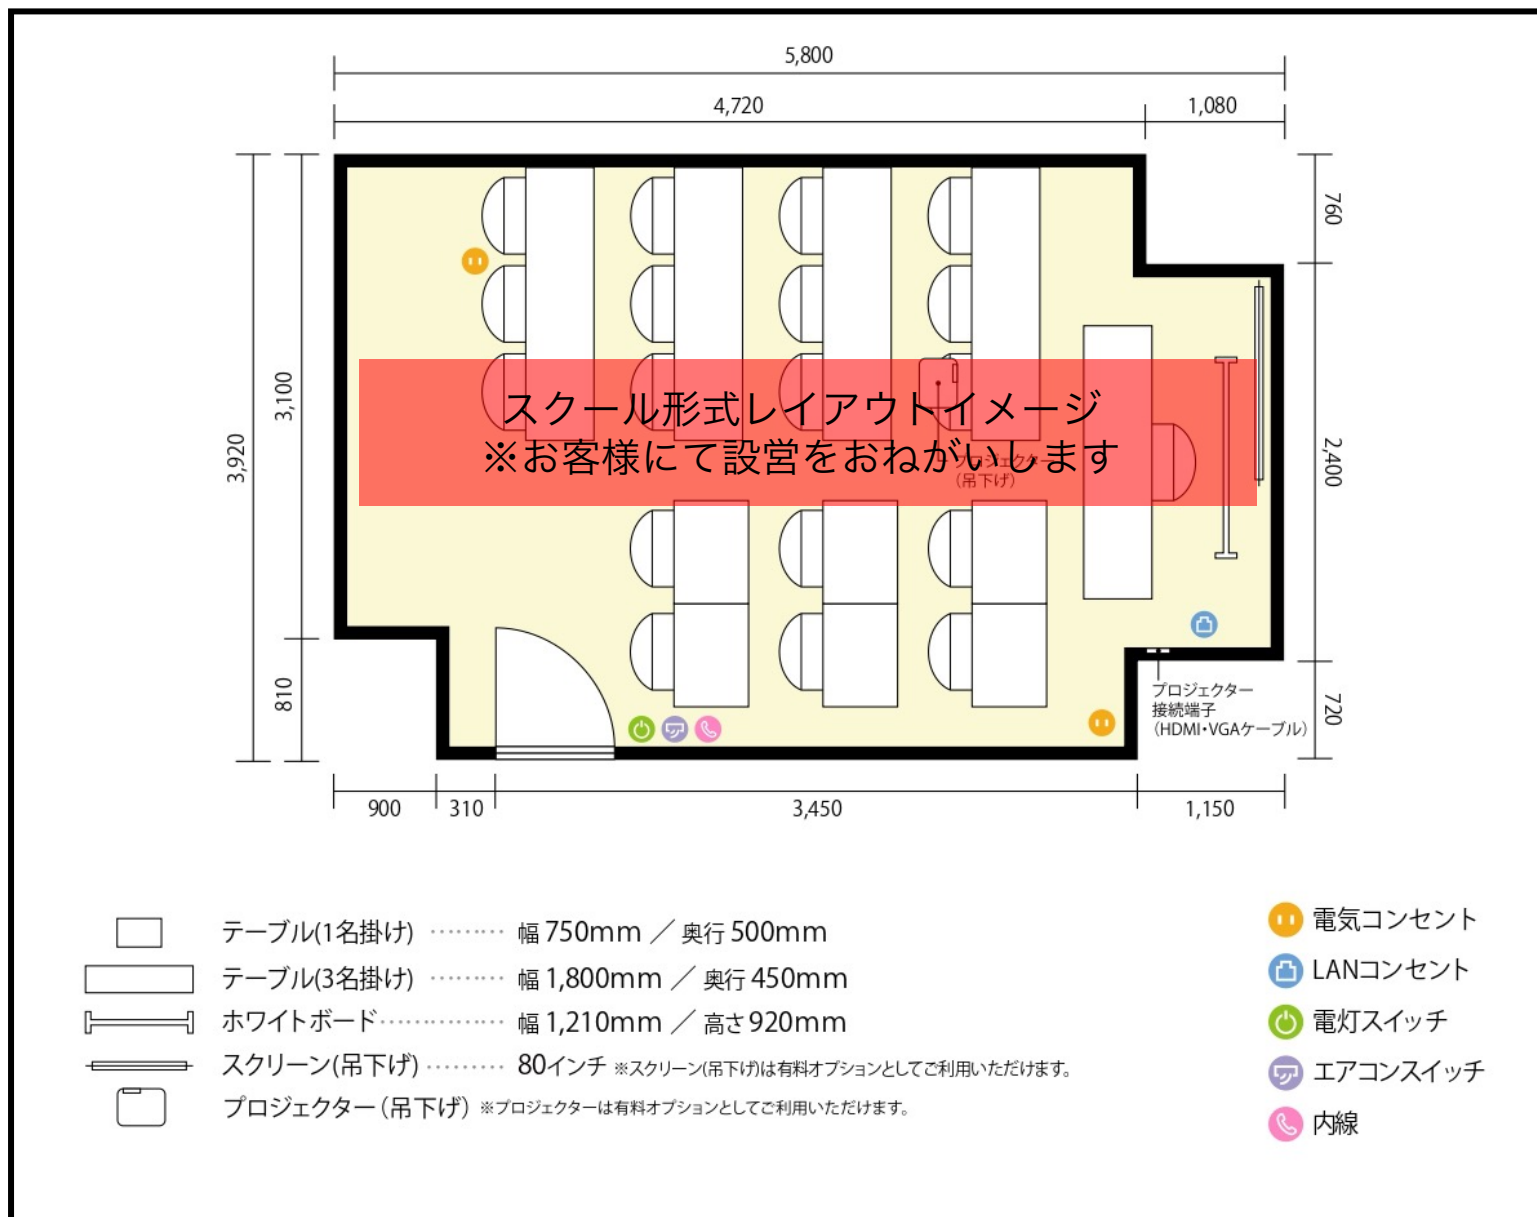 5,800
4,720
1,080
760
3,100
3,920
スクール形式レイアウトイメージ
※お客様にて設営をおねがいします
プロジェクター
（吊下げ）
2,400
810
プロジェクター
接続端子
（HDMI・VGAケーブル）
720
900
310
3,450
1,150
テーブル(1名掛け) ········· 幅 750mm ／ 奥行 500mm
テーブル(3名掛け) ········· 幅 1,800mm ／ 奥行 450mm
ホワイトボード··············· 幅 1,210mm ／ 高さ 920mm
スクリーン(吊下げ) ········· 80インチ ※スクリーン(吊下げ)は有料オプションとしてご利用いただけます。
プロジェクター（吊下げ） ※プロジェクターは有料オプションとしてご利用いただけます。
電気コンセント
LANコンセント
電灯スイッチ
エアコンスイッチ
内線